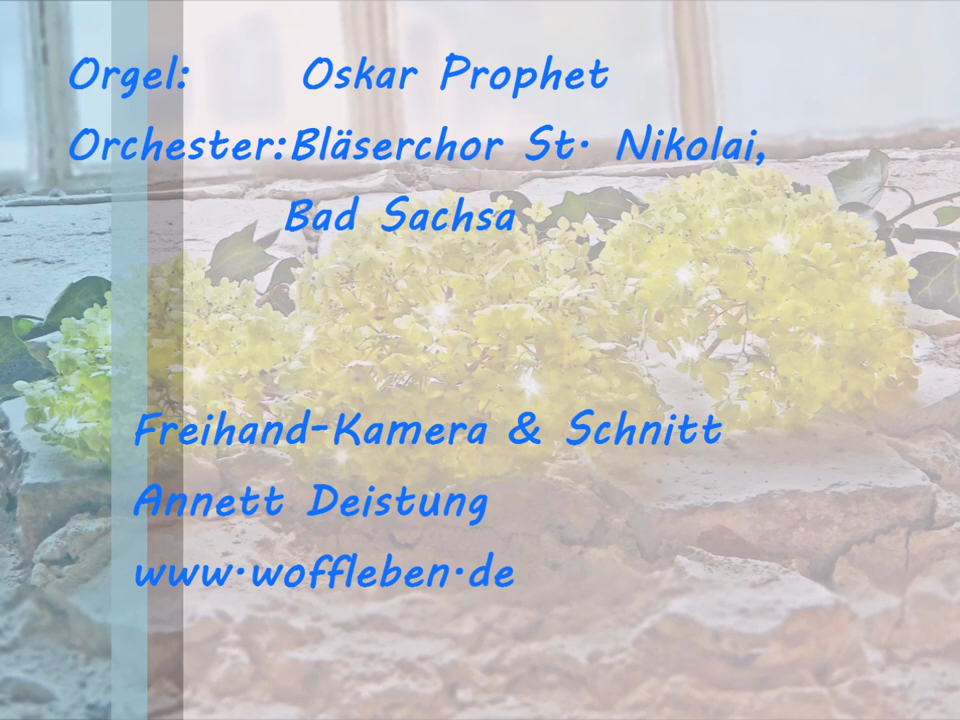 Orgel: Oskar Prophet
Orchester:Bläserchor St. Nikolai,
Bad Sachsa
Freihand-Kamera & Schnitt
Annett Deistung
www.woffleben.de